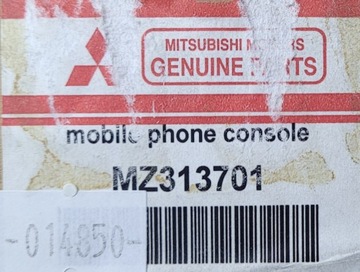 MITSUBISHI MOTORS
GENUINE PARTS
mobile phone console
MZ313701
-014850-